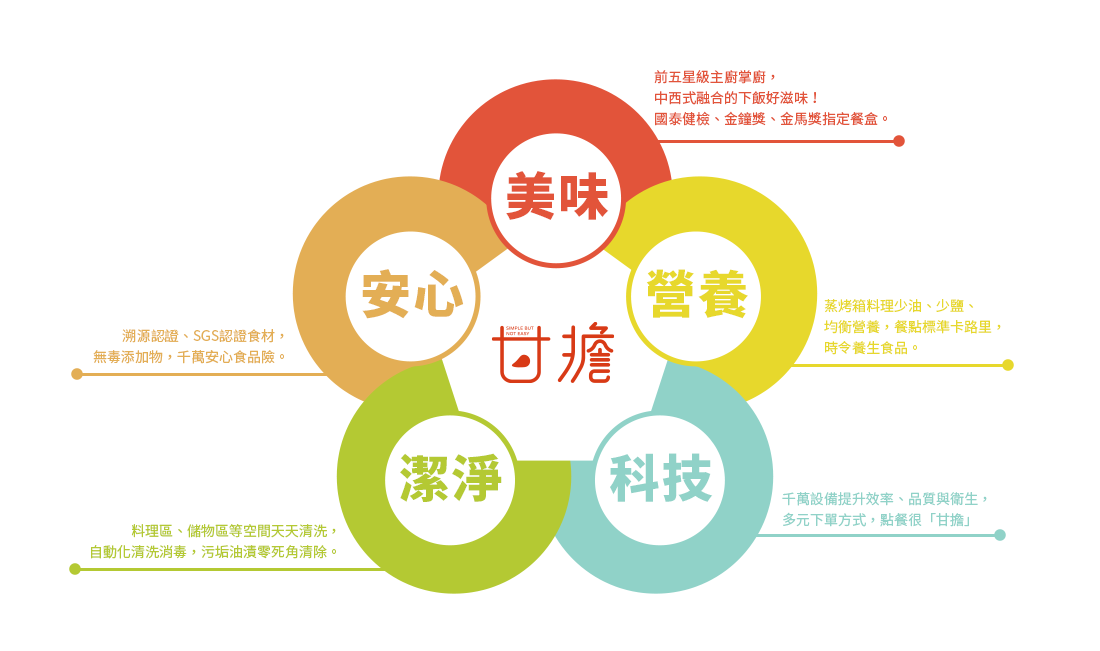 前五星級主廚掌廚，
中西式融合的下飯好滋味！
國泰健檢、金鐘獎、金馬獎指定餐盒。
美味
安心
營養
溯源認證、SGS認證食材，
無毒添加物，千萬安心食品險。
SIMPLE BUT
NOT EASY
甘擔
蒸烤箱料理少油、少鹽、
均衡營養，餐點標準卡路里，
時令養生食品。
潔淨
科技
料理區、儲物區等空間天天清洗，
自動化清洗消毒，污垢油漬零死角清除。
千萬設備提升效率、品質與衛生，
多元下單方式，點餐很「甘擔」